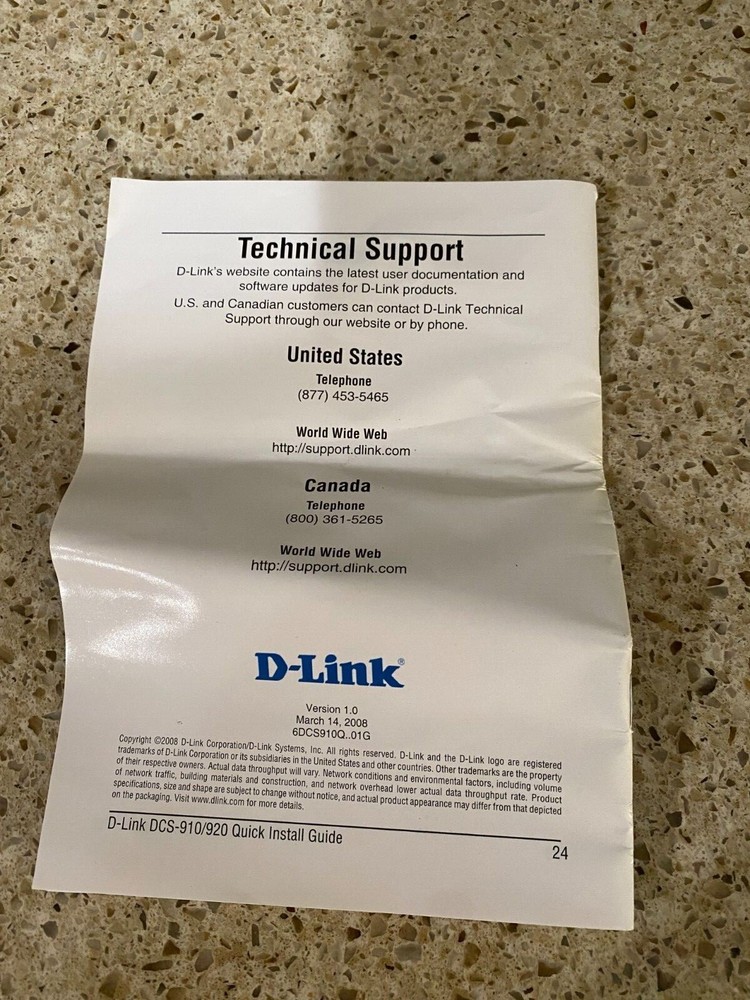 Technical Support
D-Link's website contains the latest user documentation and
software updates for D-Link products.
U.S. and Canadian customers can contact D-Link Technical
Support through our website or by phone.
United States
Telephone
(877) 453-5465
World Wide Web
http://support.dlink.com
Canada
Telephone
(800) 361-5265
World Wide Web
http://support.dlink.com
D-Link®
Version 1.0
March 14, 2008
6DCS910Q..01G
Copyright ©2008 D-Link Corporation/D-Link Systems, Inc. All rights reserved. D-Link and the D-Link logo are registered
trademarks of D-Link Corporation or its subsidiaries in the United States and other countries. Other trademarks are the property
of their respective owners. Actual data throughput will vary. Network conditions and environmental factors, including volume
of network traffic, building materials and construction, and network overhead lower actual data throughput rate. Product
specifications, size and shape are subject to change without notice, and actual product appearance may differ from that depicted
on the packaging. Visit www.dlink.com for more details.
D-Link DCS-910/920 Quick Install Guide
24